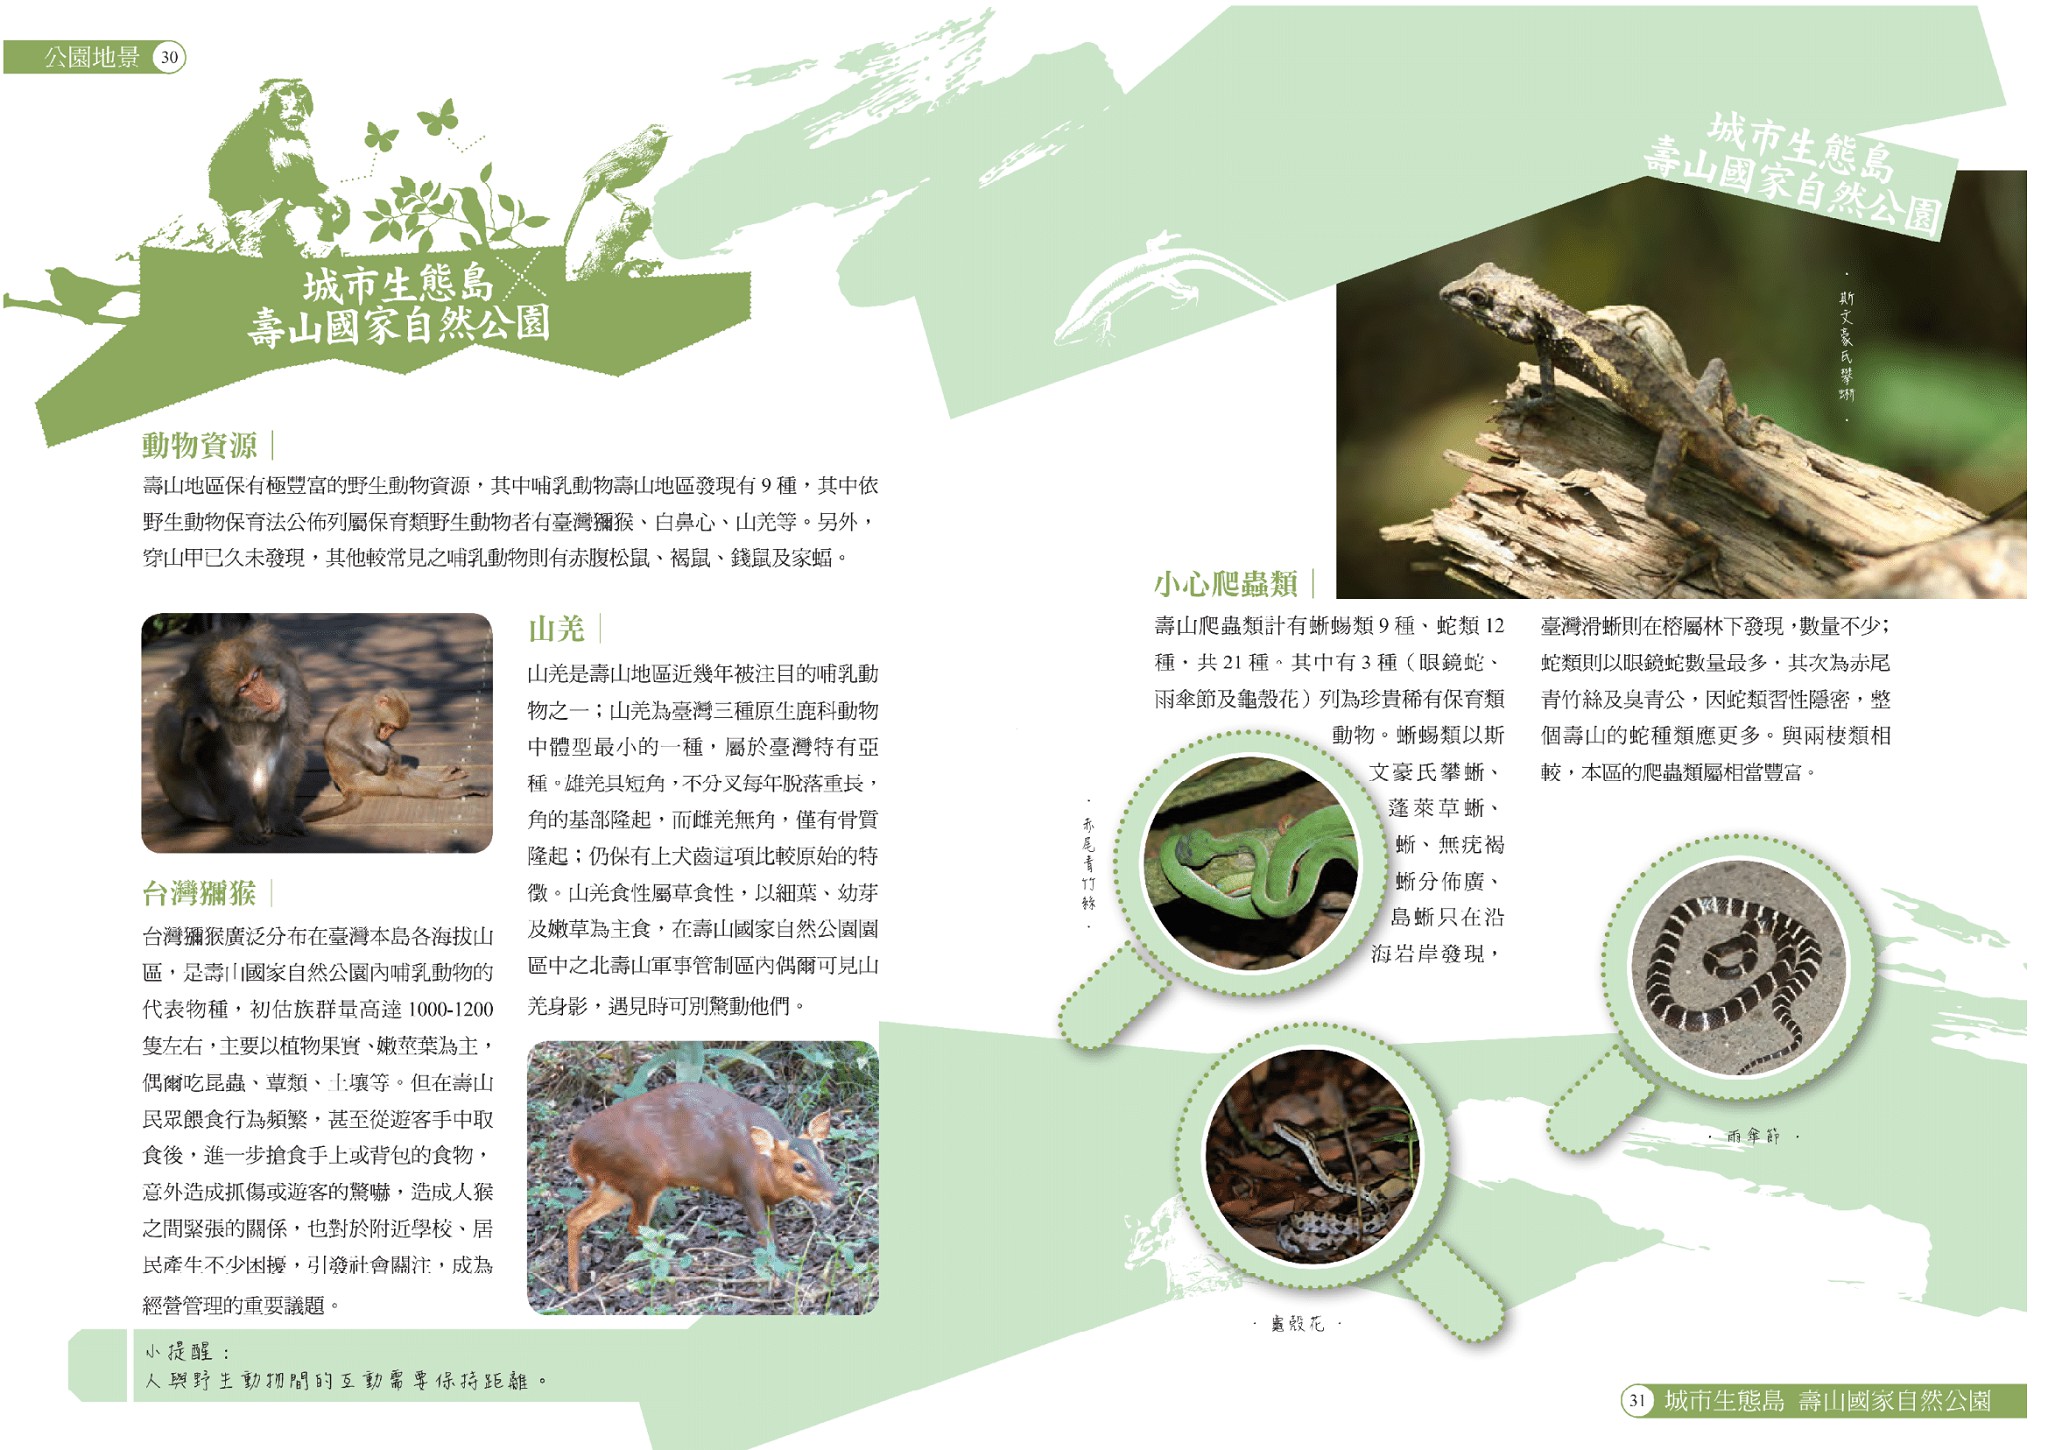 公園地景 30
城市生態島
壽山國家自然公園
動物資源｜
壽山地區保有極豐富的野生動物資源，其中哺乳動物壽山地區發現有 9 種，其中依
野生動物保育法公佈列屬保育類野生動物者有臺灣獼猴、白鼻心、山羌等。另外，
穿山甲已久未發現，其他較常見之哺乳動物則有赤腹松鼠、褐鼠、錢鼠及家蝠。
台灣獼猴｜
台灣獼猴廣泛分布在臺灣本島各海拔山
區，是壽山國家自然公園內哺乳動物的
代表物種，初估族群量高達 1000-1200
隻左右，主要以植物果實、嫩莖葉為主，
偶爾吃昆蟲、蕈類、土壤等。但在壽山
民眾餵食行為頻繁，甚至從遊客手中取
食後，進一步搶食手上或背包的食物，
意外造成抓傷或遊客的驚嚇，造成人猴
之間緊張的關係，也對於附近學校、居
民產生不少困擾，引發社會關注，成為
經營管理的重要議題。
山羌｜
山羌是壽山地區近幾年被注目的哺乳動
物之一；山羌為臺灣三種原生鹿科動物
中體型最小的一種，屬於臺灣特有亞
種。雄羌具短角，不分叉每年脫落重長，
角的基部隆起，而雌羌無角，僅有骨質
隆起；仍保有上犬齒這項比較原始的特
徵。山羌食性屬草食性，以細葉、幼芽
及嫩草為主食，在壽山國家自然公園園
區中之北壽山軍事管制區內偶爾可見山
羌身影，遇見時可別驚動他們。
小提醒：
人與野生動物間的互動需要保持距離。
城市生態島
壽山國家自然公園
·斯文豪氏攀蜥·
小心爬蟲類｜
壽山爬蟲類計有蜥蜴類 9 種、蛇類 12
種，共 21 種。其中有 3 種（眼鏡蛇、
雨傘節及龜殼花）列為珍貴稀有保育類
動物。蜥蜴類以斯
文豪氏攀蜥、
蓬萊草蜥、
蜥、無疣褐
蜥分佈廣、
島蜥只在沿
海岩岸發現，
臺灣滑蜥則在榕屬林下發現，數量不少；
蛇類則以眼鏡蛇數量最多，其次為赤尾
青竹絲及臭青公，因蛇類習性隱密，整
個壽山的蛇種類應更多。與兩棲類相
較，本區的爬蟲類屬相當豐富。
·赤尾青竹絲·
·雨傘節·
·龜殼花·
31 城市生態島 壽山國家自然公園